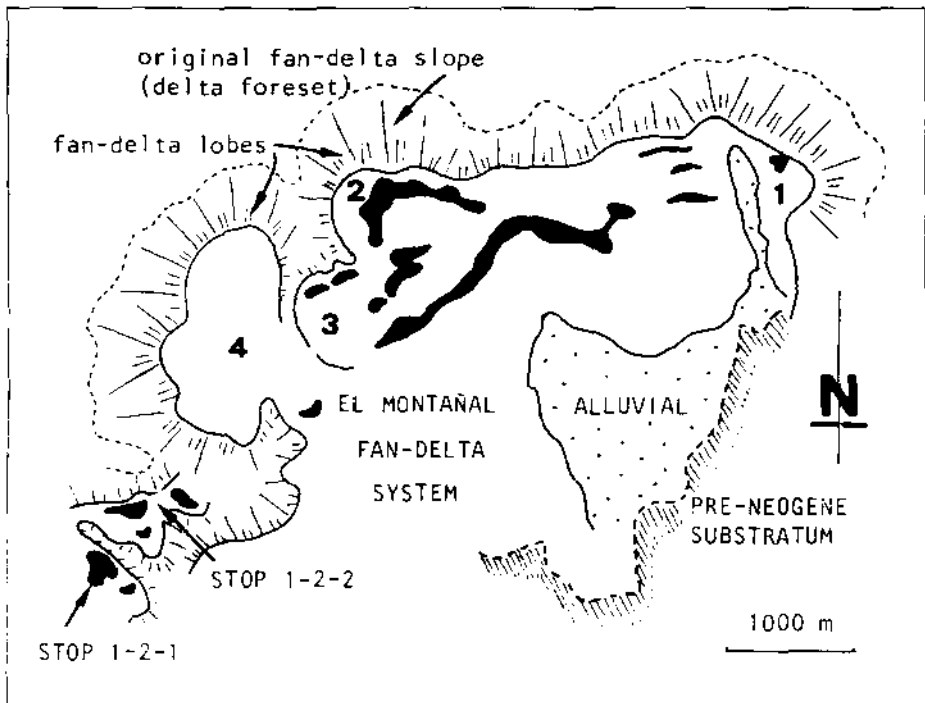 original fan-delta slope
(delta foreset)
fan-delta lobes
2
1
3
4
EL MONTAÑAL
FAN-DELTA
SYSTEM
ALLUVIAL
N
PRE-NEOGENE
SUBSTRATUM
STOP 1-2-2
STOP 1-2-1
1000 m